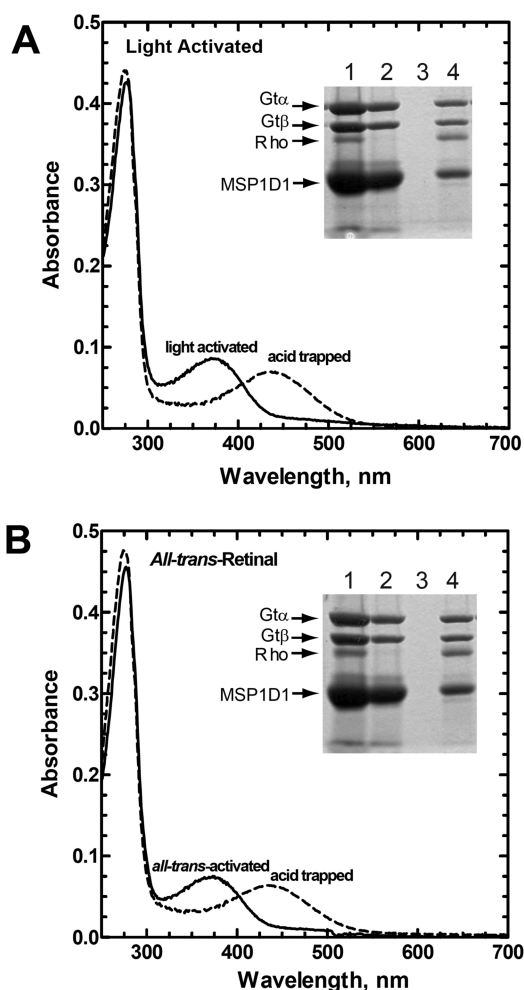 A
Light Activated
1 2 3 4
Gtα
Gtβ
Rho
MSP1D1
light activated
acid trapped
Absorbance
0.5
0.4
0.3
0.2
0.1
0.0
300 400 500 600 700
Wavelength, nm
B
All-trans-Retinal
1 2 3 4
Gtα
Gtβ
Rho
MSP1D1
all-trans-activated
acid trapped
Absorbance
0.5
0.4
0.3
0.2
0.1
0.0
300 400 500 600 700
Wavelength, nm